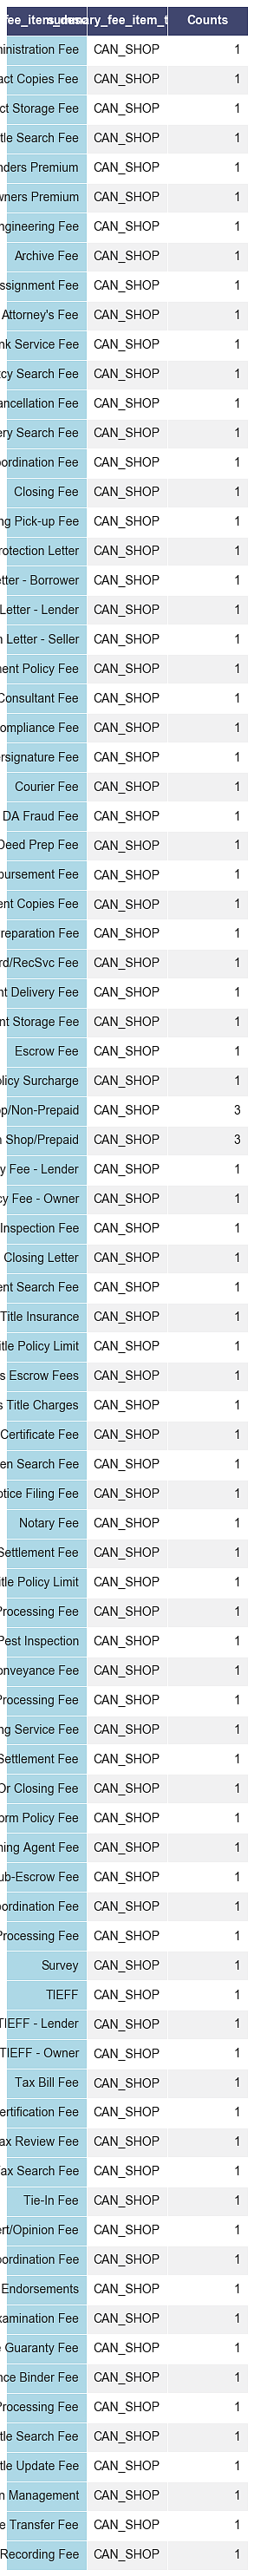 fee_item_desc summary_fee_item_t Counts
ministration Fee CAN_SHOP 1
act Copies Fee CAN_SHOP 1
ct Storage Fee CAN_SHOP 1
tle Search Fee CAN_SHOP 1
nders Premium CAN_SHOP 1
wners Premium CAN_SHOP 1
ngineering Fee CAN_SHOP 1
Archive Fee CAN_SHOP 1
ssignment Fee CAN_SHOP 1
Attorney's Fee CAN_SHOP 1
nk Service Fee CAN_SHOP 1
tcy Search Fee CAN_SHOP 1
ancellation Fee CAN_SHOP 1
ery Search Fee CAN_SHOP 1
ordination Fee CAN_SHOP 1
Closing Fee CAN_SHOP 1
ng Pick-up Fee CAN_SHOP 1
rotection Letter CAN_SHOP 1
etter - Borrower CAN_SHOP 1
Letter - Lender CAN_SHOP 1
n Letter - Seller CAN_SHOP 1
ment Policy Fee CAN_SHOP 1
Consultant Fee CAN_SHOP 1
ompliance Fee CAN_SHOP 1
ersignature Fee CAN_SHOP 1
Courier Fee CAN_SHOP 1
DA Fraud Fee CAN_SHOP 1
Deed Prep Fee CAN_SHOP 1
oursement Fee CAN_SHOP 1
ent Copies Fee CAN_SHOP 1
reparation Fee CAN_SHOP 1
rd/RecSvc Fee CAN_SHOP 1
nt Delivery Fee CAN_SHOP 1
nt Storage Fee CAN_SHOP 1
Escrow Fee CAN_SHOP 1
olicy Surcharge CAN_SHOP 1
op/Non-Prepaid CAN_SHOP 3
n Shop/Prepaid CAN_SHOP 3
y Fee - Lender CAN_SHOP 1
cy Fee - Owner CAN_SHOP 1
Inspection Fee CAN_SHOP 1
Closing Letter CAN_SHOP 1
ent Search Fee CAN_SHOP 1
Title Insurance CAN_SHOP 1
itle Policy Limit CAN_SHOP 1
s Escrow Fees CAN_SHOP 1
s Title Charges CAN_SHOP 1
Certificate Fee CAN_SHOP 1
en Search Fee CAN_SHOP 1
otice Filing Fee CAN_SHOP 1
Notary Fee CAN_SHOP 1
Settlement Fee CAN_SHOP 1
itle Policy Limit CAN_SHOP 1
Processing Fee CAN_SHOP 1
Pest Inspection CAN_SHOP 1
onveyance Fee CAN_SHOP 1
Processing Fee CAN_SHOP 1
ng Service Fee CAN_SHOP 1
Settlement Fee CAN_SHOP 1
Or Closing Fee CAN_SHOP 1
orm Policy Fee CAN_SHOP 1
ning Agent Fee CAN_SHOP 1
ub-Escrow Fee CAN_SHOP 1
oordination Fee CAN_SHOP 1
Processing Fee CAN_SHOP 1
Survey CAN_SHOP 1
TIEFF CAN_SHOP 1
TIEFF - Lender CAN_SHOP 1
TIEFF - Owner CAN_SHOP 1
Tax Bill Fee CAN_SHOP 1
ertification Fee CAN_SHOP 1
ax Review Fee CAN_SHOP 1
ax Search Fee CAN_SHOP 1
Tie-In Fee CAN_SHOP 1
ert/Opinion Fee CAN_SHOP 1
oordination Fee CAN_SHOP 1
Endorsements CAN_SHOP 1
xamination Fee CAN_SHOP 1
e Guaranty Fee CAN_SHOP 1
nce Binder Fee CAN_SHOP 1
Processing Fee CAN_SHOP 1
tle Search Fee CAN_SHOP 1
tle Update Fee CAN_SHOP 1
n Management CAN_SHOP 1
e Transfer Fee CAN_SHOP 1
Recording Fee CAN_SHOP 1